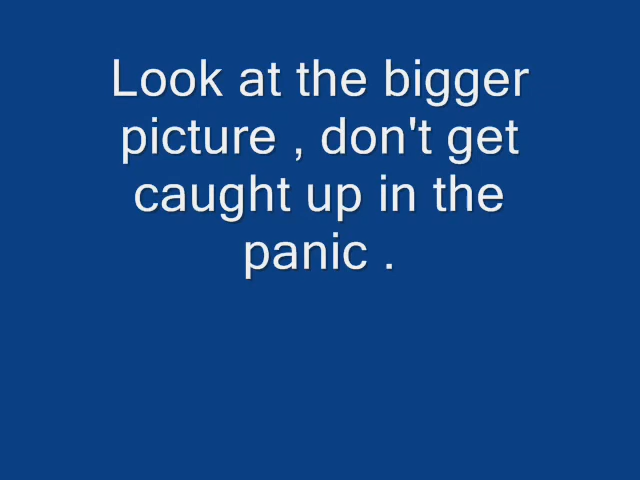 Look at the bigger
picture , don't get
caught up in the
panic .